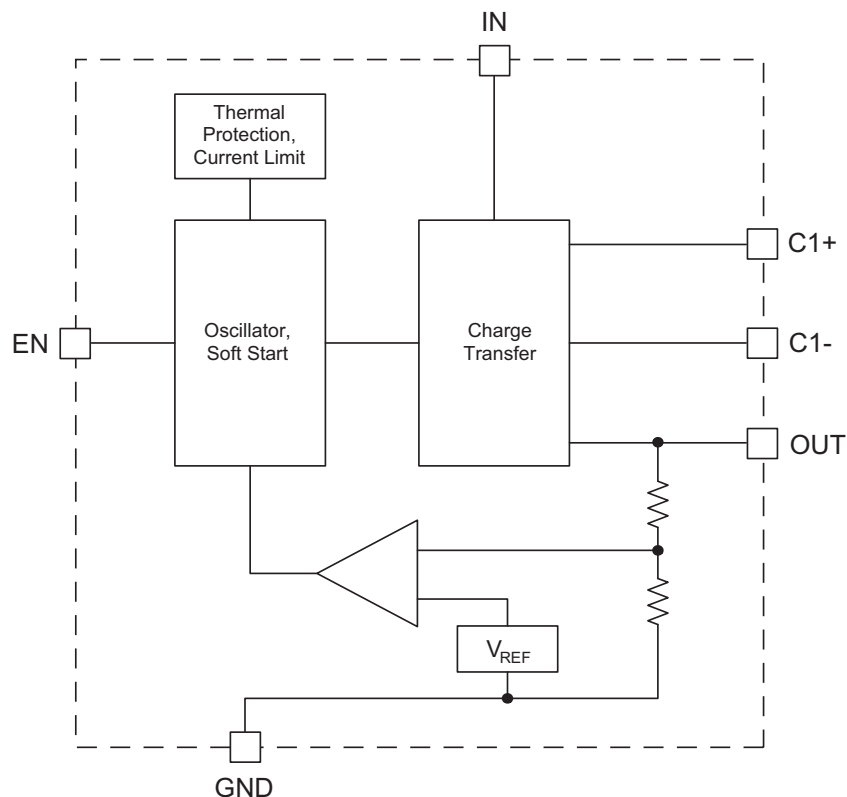 IN
Thermal
Protection,
Current Limit
C1+
EN
Oscillator,
Soft Start
Charge
Transfer
C1-
OUT
VREF
GND